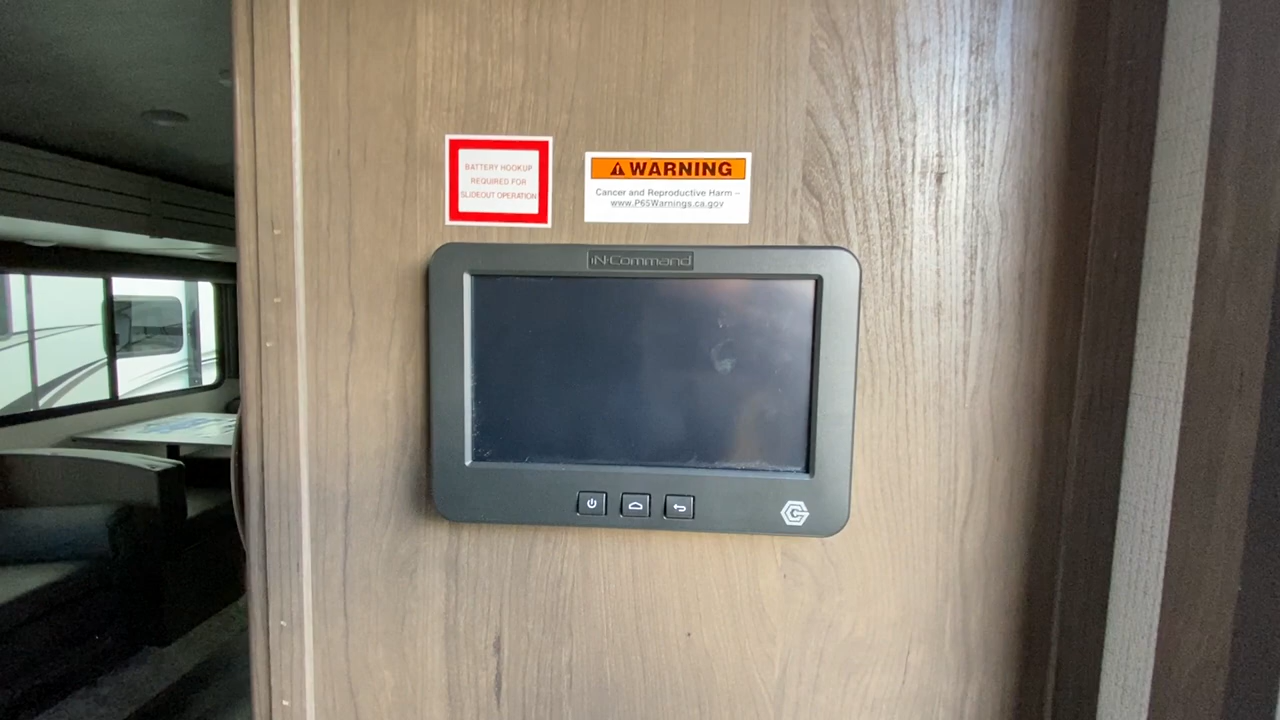 BATTERY HOOKUP
REQUIRED FOR
SLIDEOUT OPERATION
WARNING
Cancer and Reproductive Harm –
www.P65Warnings.ca.gov
iN·Command